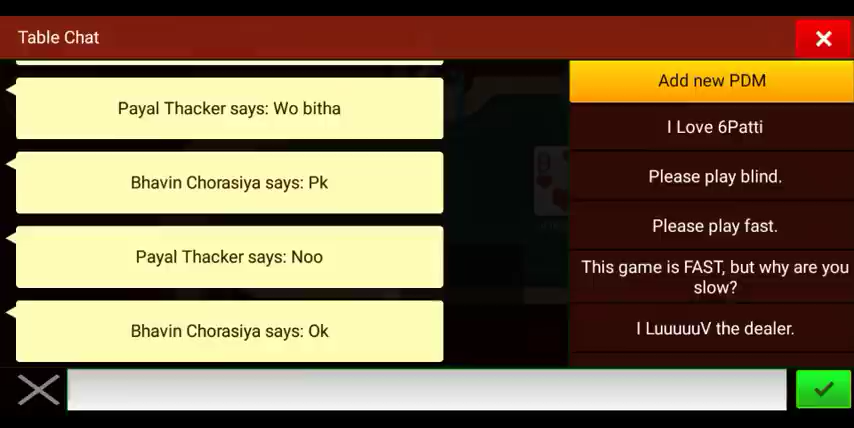 Table Chat
Payal Thacker says: Wo bitha
Bhavin Chorasiya says: Pk
Payal Thacker says: Noo
Bhavin Chorasiya says: Ok
Add new PDM
I Love 6Patti
Please play blind.
Please play fast.
This game is FAST, but why are you
slow?
I LuuuuuV the dealer.